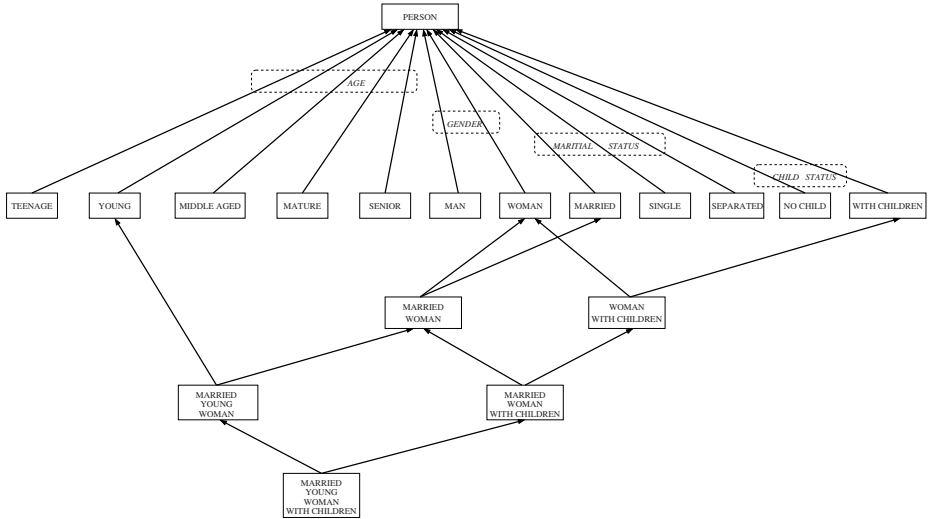 PERSON
AGE
GENDER
MARITIAL STATUS
CHILD STATUS
TEENAGE
YOUNG
MIDDLE AGED
MATURE
SENIOR
MAN
WOMAN
MARRIED
SINGLE
SEPARATED
NO CHILD
WITH CHILDREN
MARRIED
WOMAN
WOMAN
WITH CHILDREN
MARRIED
YOUNG
WOMAN
MARRIED
WOMAN
WITH CHILDREN
MARRIED
YOUNG
WOMAN
WITH CHILDREN